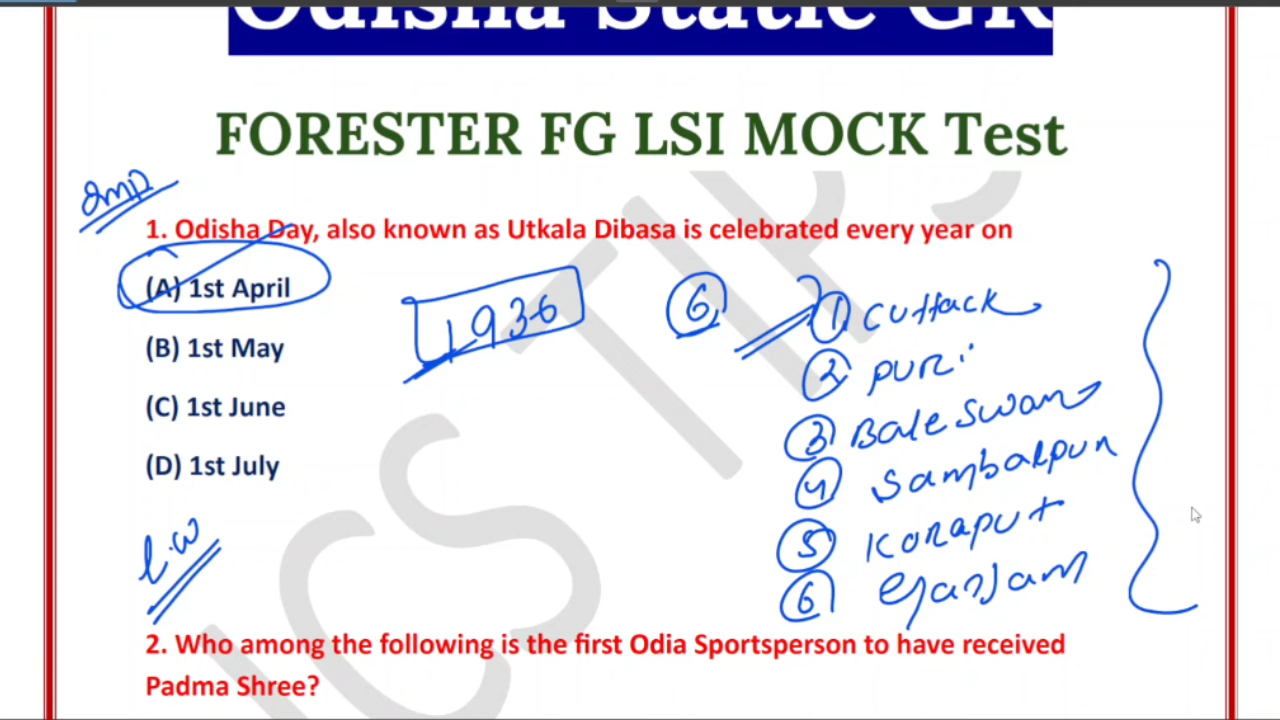 Odisha Static GK
FORESTER FG LSI MOCK Test
Imp
1. Odisha Day, also known as Utkala Dibasa is celebrated every year on
(A) 1st April
(B) 1st May
(C) 1st June
(D) 1st July
1936
6
1 Cuttack
2 Puri
3 Baleswar
4 Sambalpur
5 Koraput
6 Ganjam
2. Who among the following is the first Odia Sportsperson to have received
Padma Shree?
CS TIPS